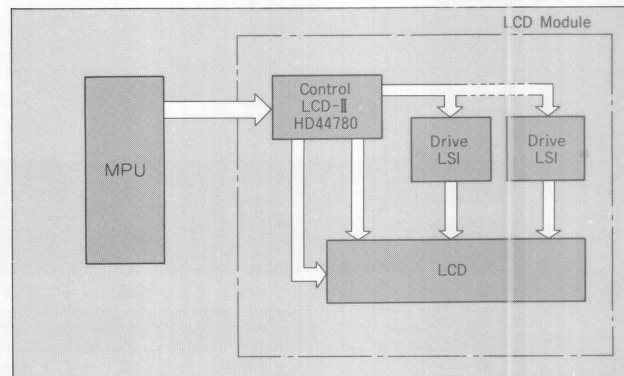 LCD Module
Control
LCD-Ⅱ
HD44780
MPU
Drive
LSI
Drive
LSI
LCD